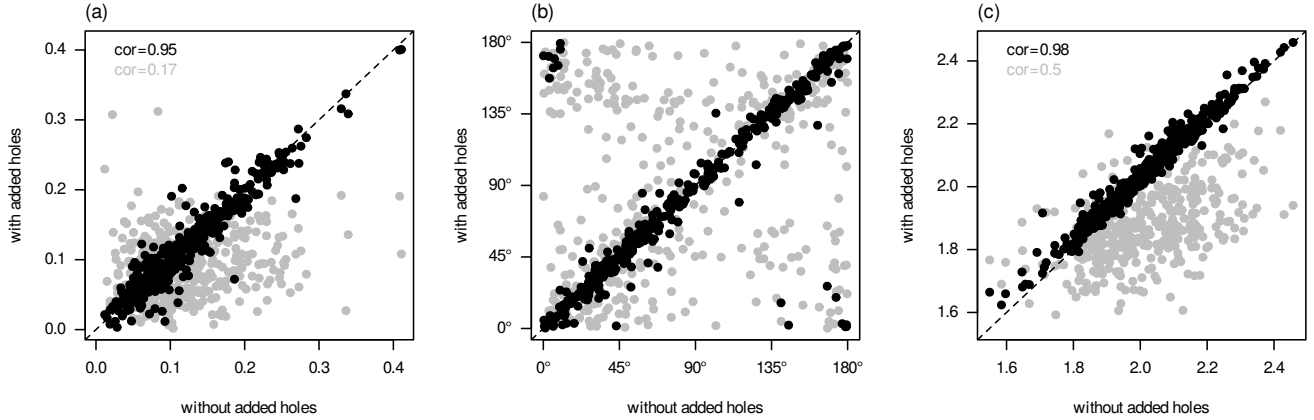 (a)
cor=0.95
cor=0.17
0.4
0.3
0.2
0.1
0.0
with added holes
0.0 0.1 0.2 0.3 0.4
without added holes
(b)
180°
135°
90°
45°
0°
with added holes
0° 45° 90° 135° 180°
without added holes
(c)
cor=0.98
cor=0.5
2.4
2.2
2.0
1.8
1.6
with added holes
1.6 1.8 2.0 2.2 2.4
without added holes